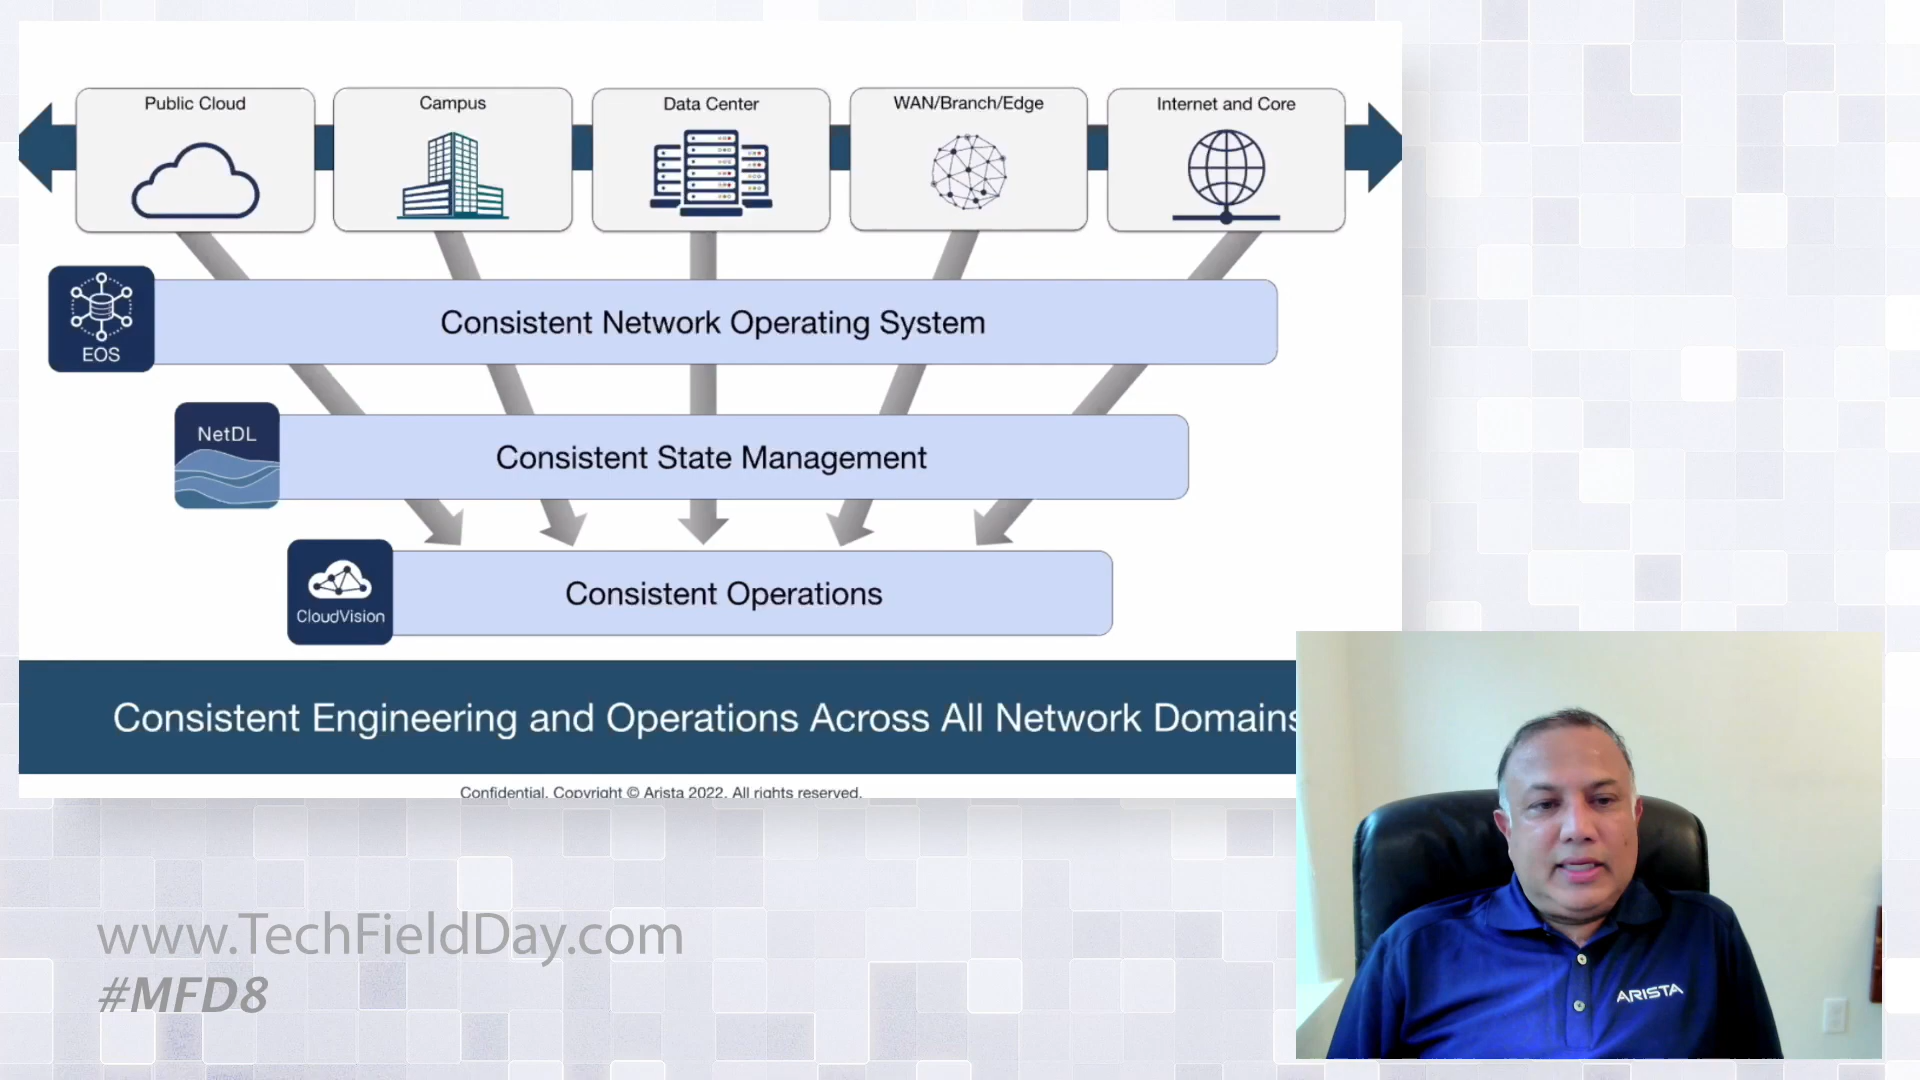 Public Cloud
Campus
Data Center
WAN/Branch/Edge
Internet and Core
EOS
Consistent Network Operating System
NetDL
Consistent State Management
CloudVision
Consistent Operations
Consistent Engineering and Operations Across All Network Domains
Confidential. Copyright © Arista 2022. All rights reserved.
ARISTA
www.TechFieldDay.com
#MFD8